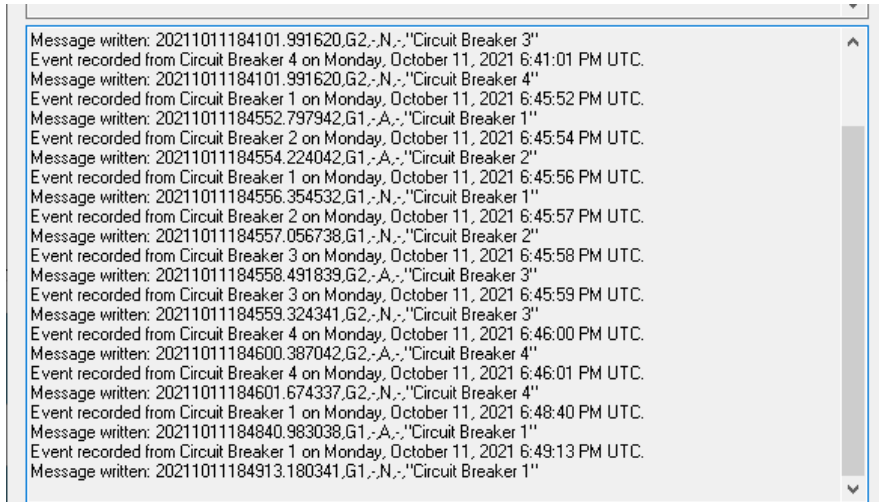 Message written: 20211011184101.991620,G2,-,N,-,"Circuit Breaker 3"
Event recorded from Circuit Breaker 4 on Monday, October 11, 2021 6:41:01 PM UTC.
Message written: 20211011184101.991620,G2,-,N,-,"Circuit Breaker 4"
Event recorded from Circuit Breaker 1 on Monday, October 11, 2021 6:45:52 PM UTC.
Message written: 20211011184552.797942,G1,-,A,-,"Circuit Breaker 1"
Event recorded from Circuit Breaker 2 on Monday, October 11, 2021 6:45:54 PM UTC.
Message written: 20211011184554.224042,G1,-,A,-,"Circuit Breaker 2"
Event recorded from Circuit Breaker 1 on Monday, October 11, 2021 6:45:56 PM UTC.
Message written: 20211011184556.354532,G1,-,N,-,"Circuit Breaker 1"
Event recorded from Circuit Breaker 2 on Monday, October 11, 2021 6:45:57 PM UTC.
Message written: 20211011184557.056738,G1,-,N,-,"Circuit Breaker 2"
Event recorded from Circuit Breaker 3 on Monday, October 11, 2021 6:45:58 PM UTC.
Message written: 20211011184558.491839,G2,-,A,-,"Circuit Breaker 3"
Event recorded from Circuit Breaker 3 on Monday, October 11, 2021 6:45:59 PM UTC.
Message written: 20211011184559.324341,G2,-,N,-,"Circuit Breaker 3"
Event recorded from Circuit Breaker 4 on Monday, October 11, 2021 6:46:00 PM UTC.
Message written: 20211011184600.387042,G2,-,A,-,"Circuit Breaker 4"
Event recorded from Circuit Breaker 4 on Monday, October 11, 2021 6:46:01 PM UTC.
Message written: 20211011184601.674337,G2,-,N,-,"Circuit Breaker 4"
Event recorded from Circuit Breaker 1 on Monday, October 11, 2021 6:48:40 PM UTC.
Message written: 20211011184840.983038,G1,-,A,-,"Circuit Breaker 1"
Event recorded from Circuit Breaker 1 on Monday, October 11, 2021 6:49:13 PM UTC.
Message written: 20211011184913.180341,G1,-,N,-,"Circuit Breaker 1"